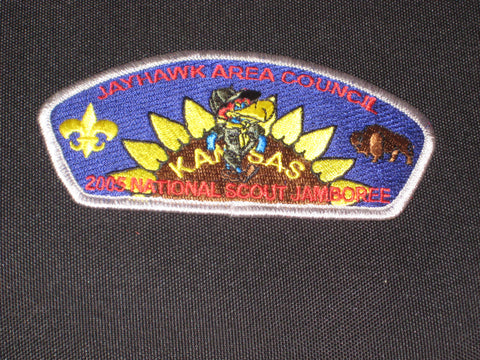 JAYHAWK AREA COUNCIL
KANSAS
2005 NATIONAL SCOUT JAMBOREE